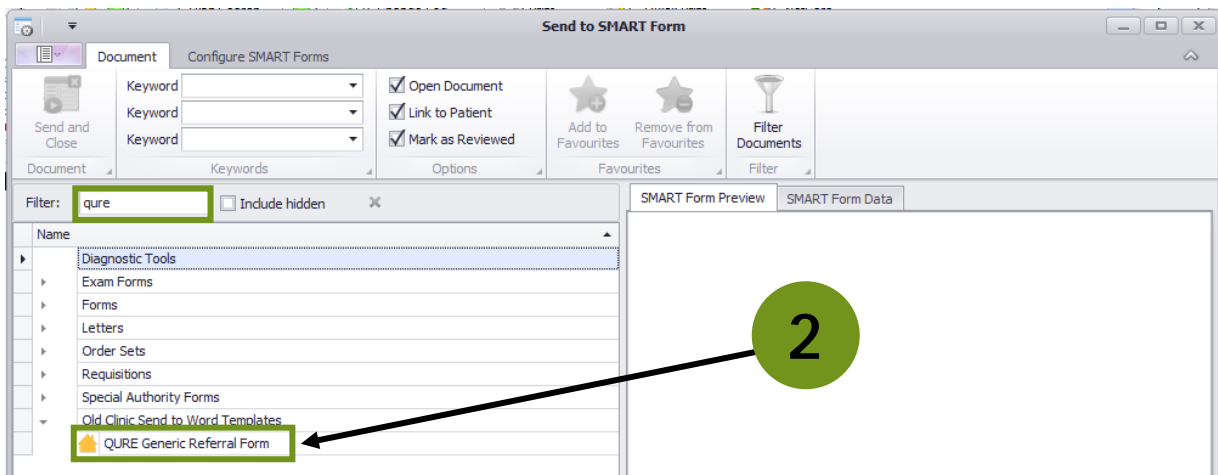 Send to SMART Form
Document Configure SMART Forms
Keyword
Keyword
Keyword
Open Document
Link to Patient
Mark as Reviewed
Send and
Close
Add to
Favourites
Remove from
Favourites
Filter
Documents
Document Keywords Options Favourites Filter
Filter: qure Include hidden
SMART Form Preview SMART Form Data
Name
Diagnostic Tools
Exam Forms
Forms
Letters
Order Sets
Requisitions
Special Authority Forms
Old Clinic Send to Word Templates
QURE Generic Referral Form
2